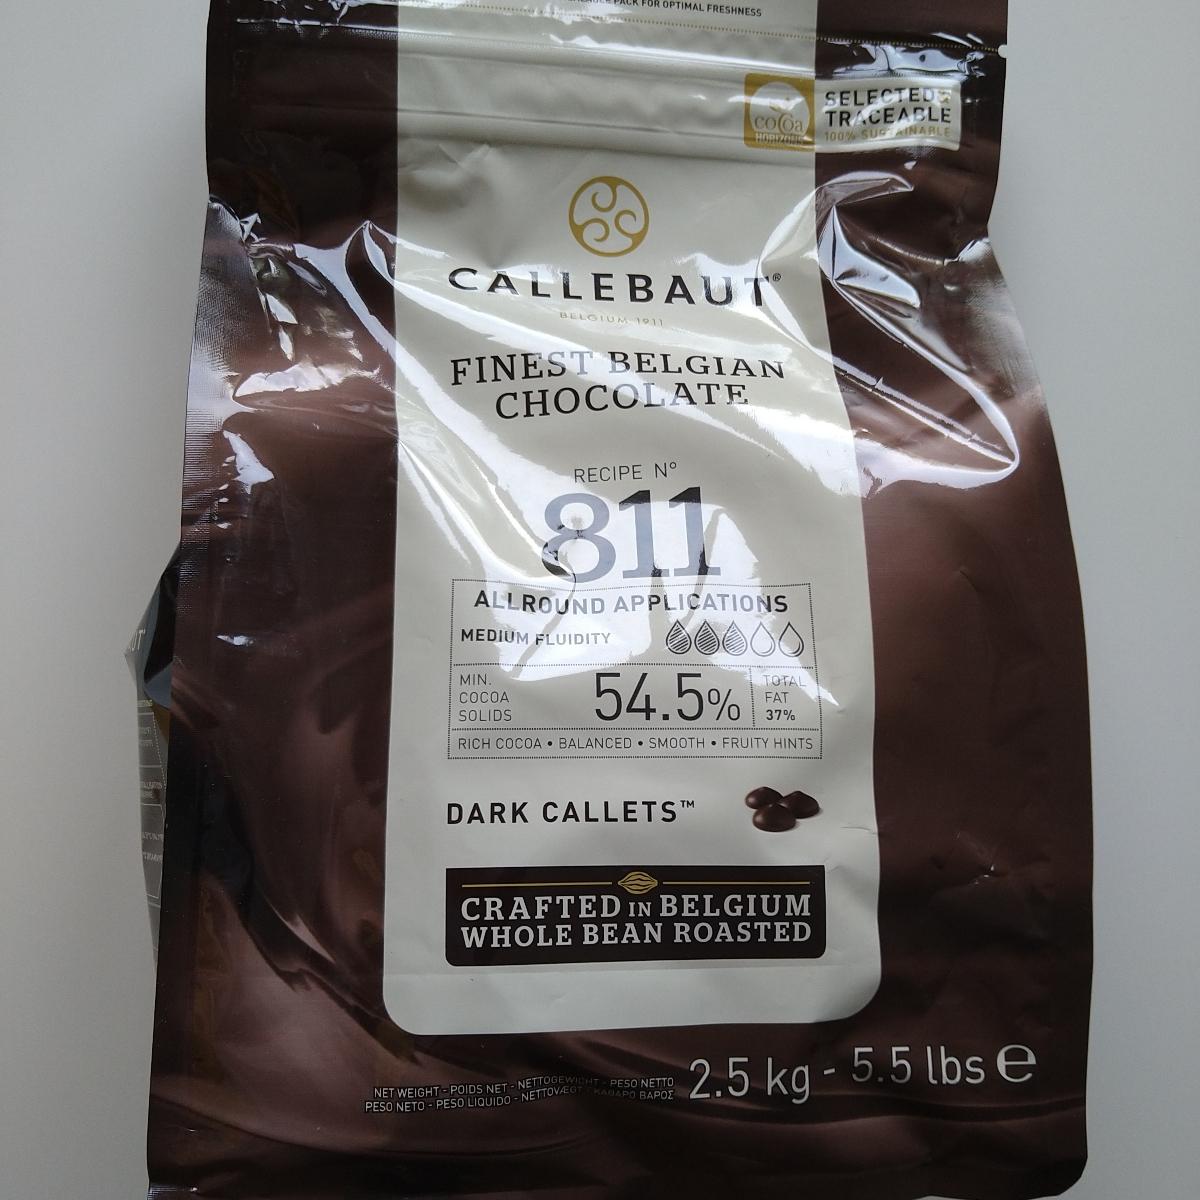 PACK FOR OPTIMAL FRESHNESS
cocoa
HORIZONS
SELECTED &
TRACEABLE
100% SUSTAINABLE
CALLEBAUT®
BELGIUM 1911
FINEST BELGIAN
CHOCOLATE
RECIPE N°
811
ALLROUND APPLICATIONS
MEDIUM FLUIDITY
MIN.
COCOA
SOLIDS
54.5%
TOTAL
FAT
37%
RICH COCOA • BALANCED • SMOOTH • FRUITY HINTS
DARK CALLETS™
CRAFTED IN BELGIUM
WHOLE BEAN ROASTED
NET WEIGHT - POIDS NET - NETTOGEWICHT - PESO NETTO
PESO NETO - PESO LIQUIDO - NETTOVÆGT - ΚΑΘΑΡΟ ΒΑΡΟΣ
2.5 kg - 5.5 lbs ℮